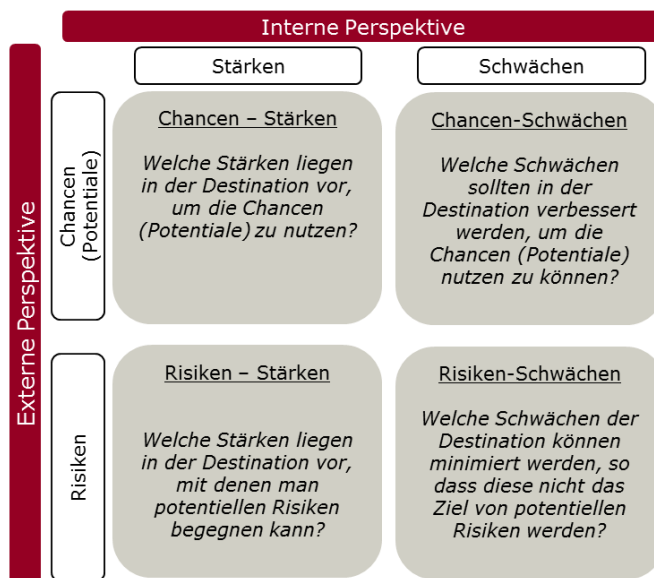 Interne Perspektive
Stärken
Schwächen
Externe Perspektive
Chancen
(Potentiale)
Chancen – Stärken
Welche Stärken liegen
in der Destination vor,
um die Chancen
(Potentiale) zu nutzen?
Chancen-Schwächen
Welche Schwächen
sollten in der
Destination verbessert
werden, um die
Chancen (Potentiale)
nutzen zu können?
Risiken
Risiken – Stärken
Welche Stärken liegen
in der Destination vor,
mit denen man
potentiellen Risiken
begegnen kann?
Risiken-Schwächen
Welche Schwächen der
Destination können
minimiert werden, so
dass diese nicht das
Ziel von potentiellen
Risiken werden?